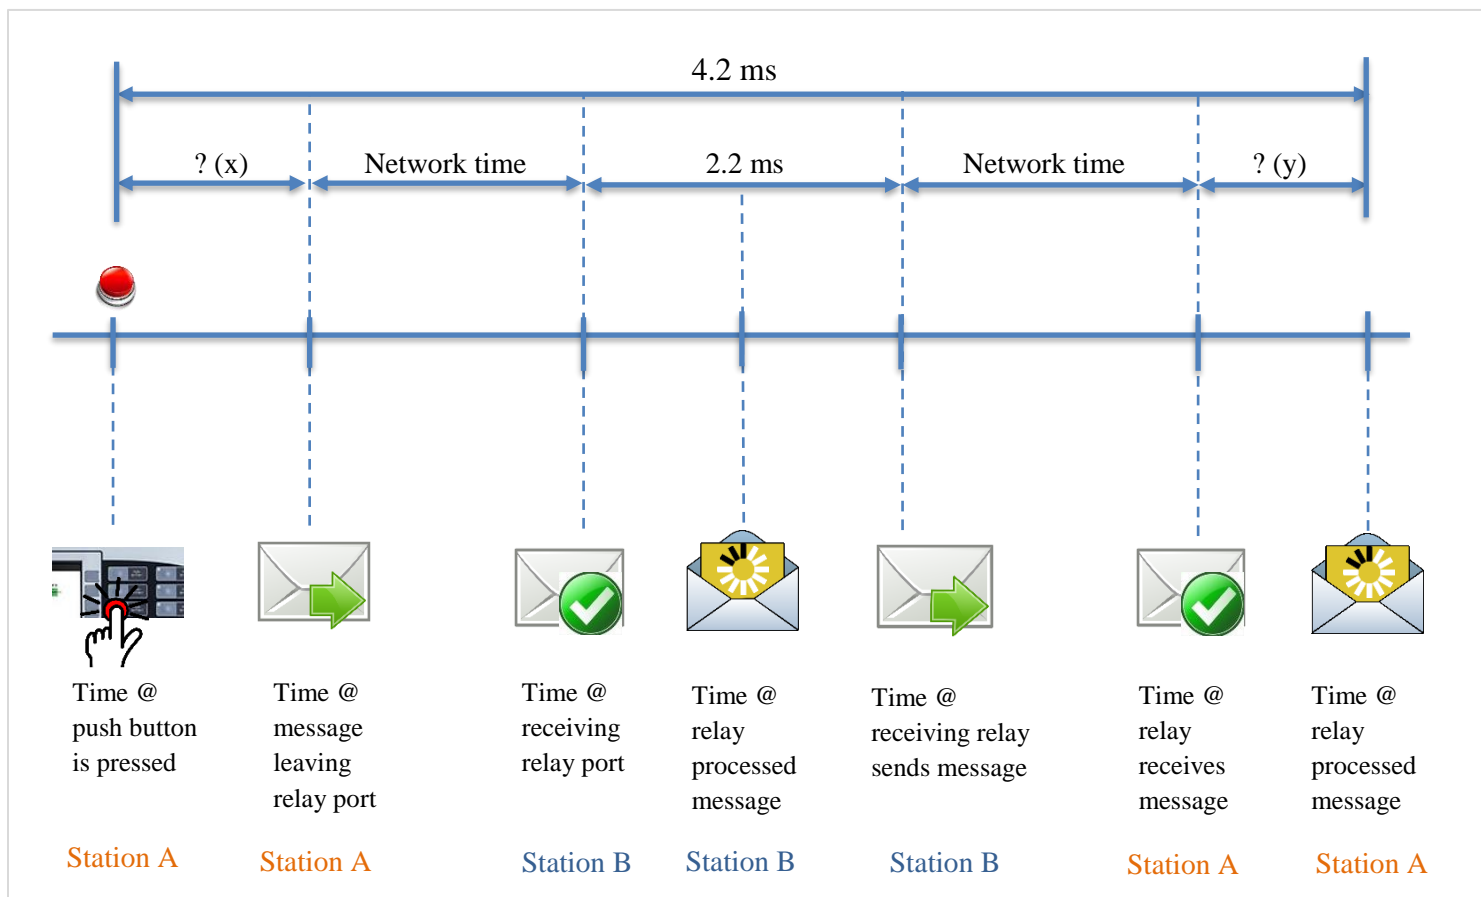 4.2 ms
? (x)
Network time
2.2 ms
Network time
? (y)
Time @
push button
is pressed
Time @
message
leaving
relay port
Time @
receiving
relay port
Time @
relay
processed
message
Time @
receiving relay
sends message
Time @
relay
receives
message
Time @
relay
processed
message
Station A
Station A
Station B
Station B
Station B
Station A
Station A